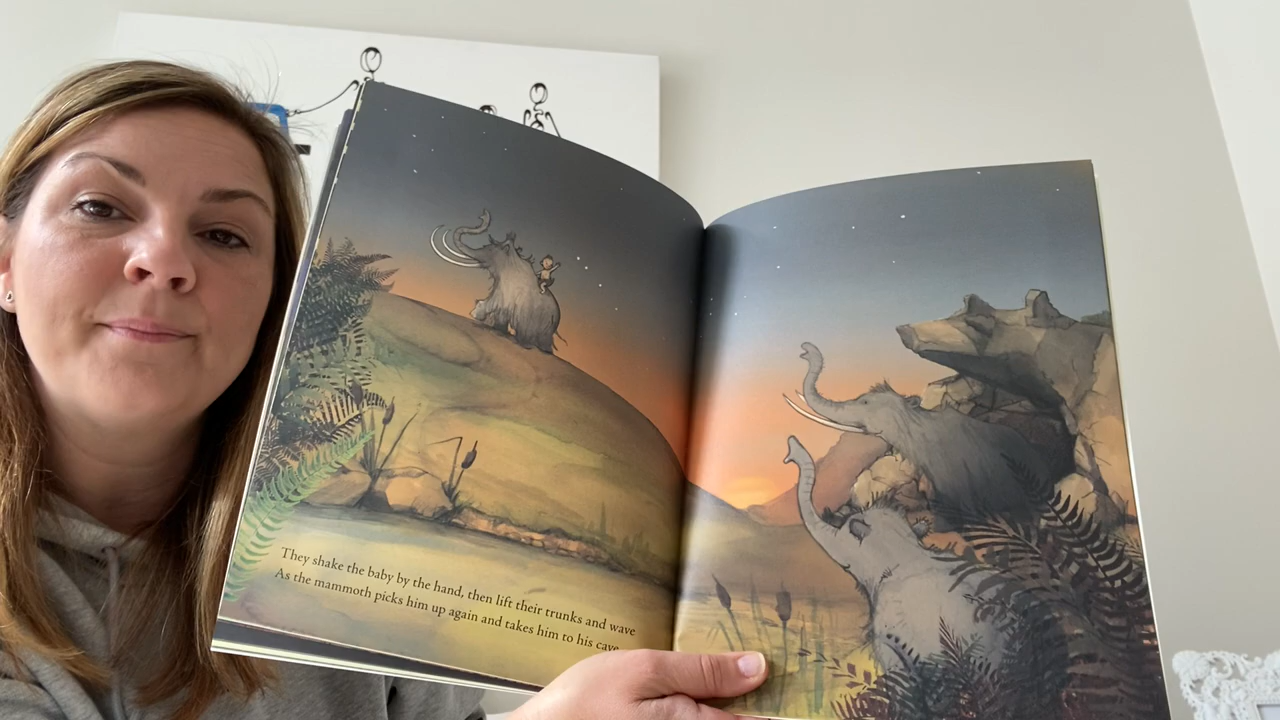 They shake the baby by the hand, then lift their trunks and wave
As the mammoth picks him up again and takes him to his cave